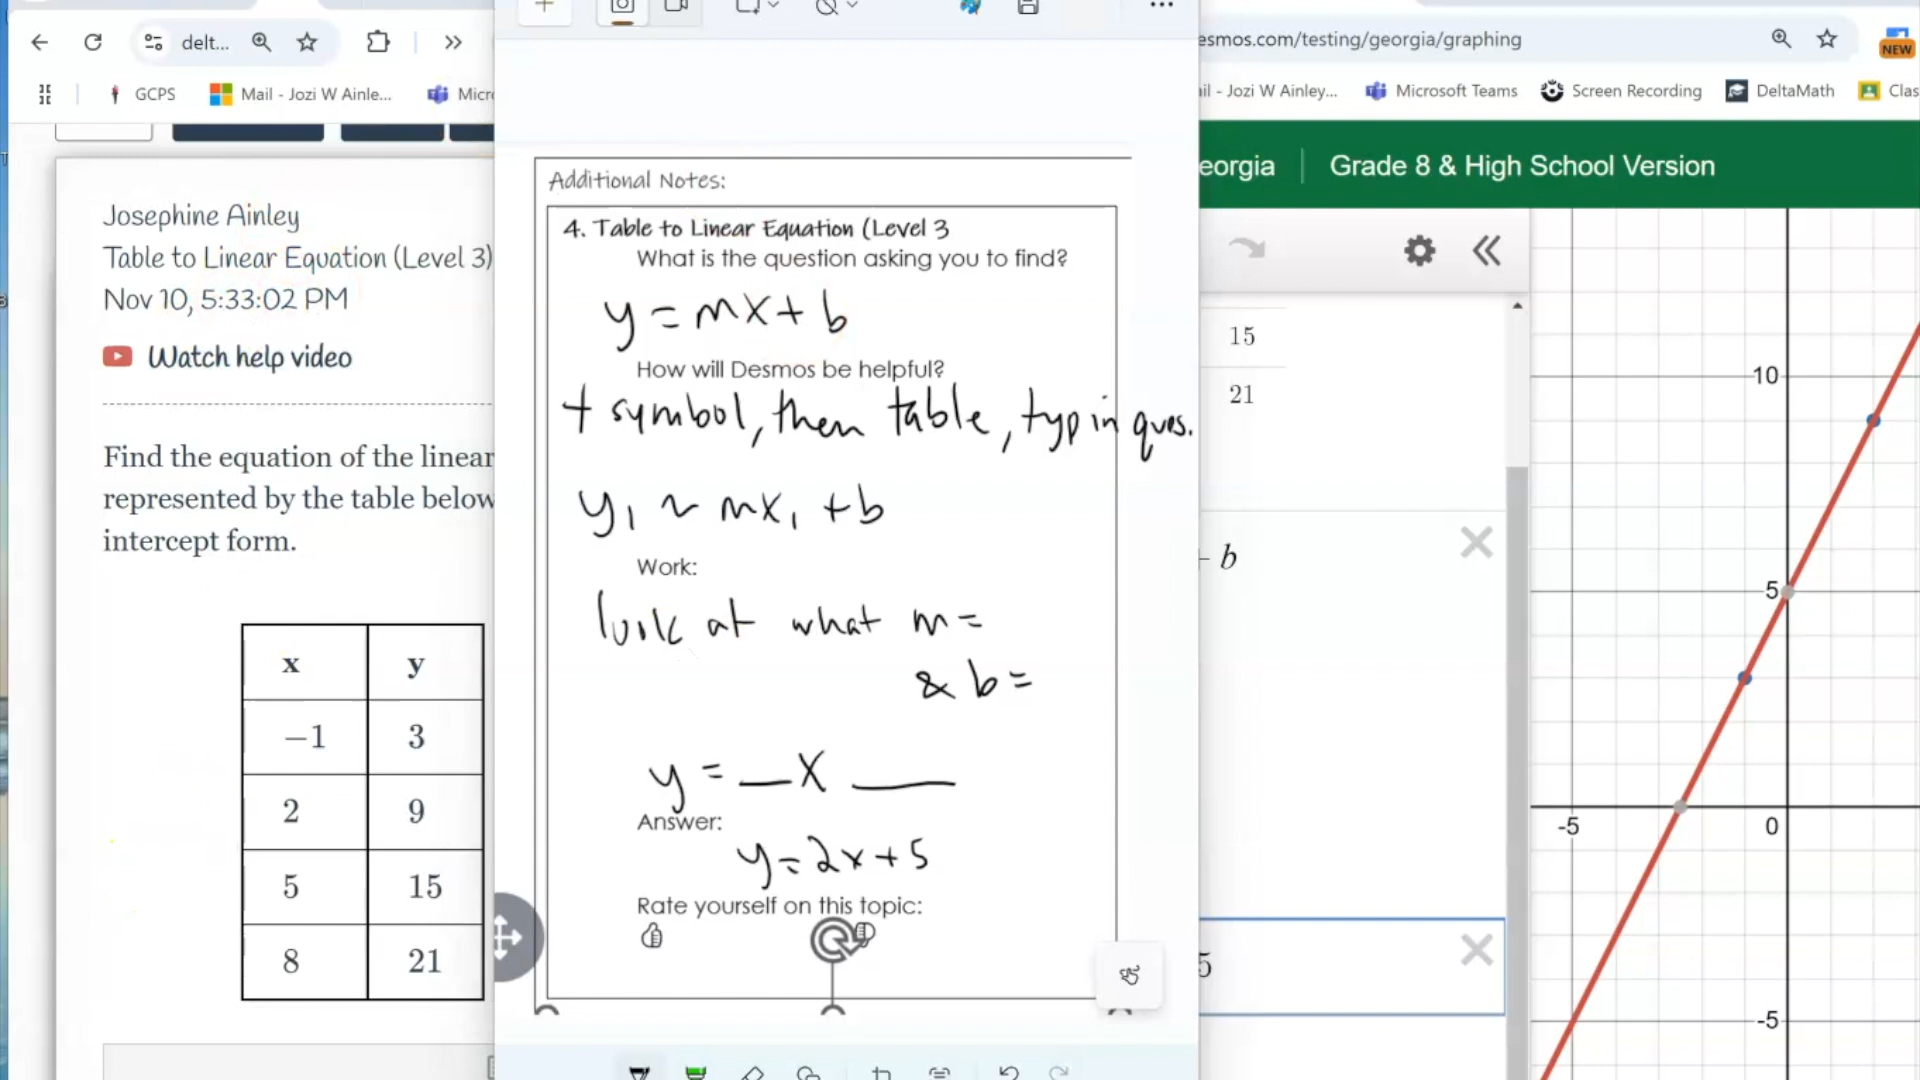 delt...
GCPS
Mail - Jozi W Ainle...
Micr
Josephine Ainley
Table to Linear Equation (Level 3)
Nov 10, 5:33:02 PM
Watch help video
Find the equation of the linear
represented by the table below
intercept form.
x y
−1 3
2 9
5 15
8 21
Additional Notes:
4. Table to Linear Equation (Level 3
What is the question asking you to find?
y = mx + b
How will Desmos be helpful?
+ symbol, then table, typ in ques.
y₁ ~ mx₁ + b
Work:
look at what m =
& b =
y = __ x ____
Answer:
y = 2x + 5
Rate yourself on this topic:
esmos.com/testing/georgia/graphing
NEW
il - Jozi W Ainley...
Microsoft Teams
Screen Recording
DeltaMath
Clas
eorgia
Grade 8 & High School Version
15
21
b
5
10
5
-5
0
-5